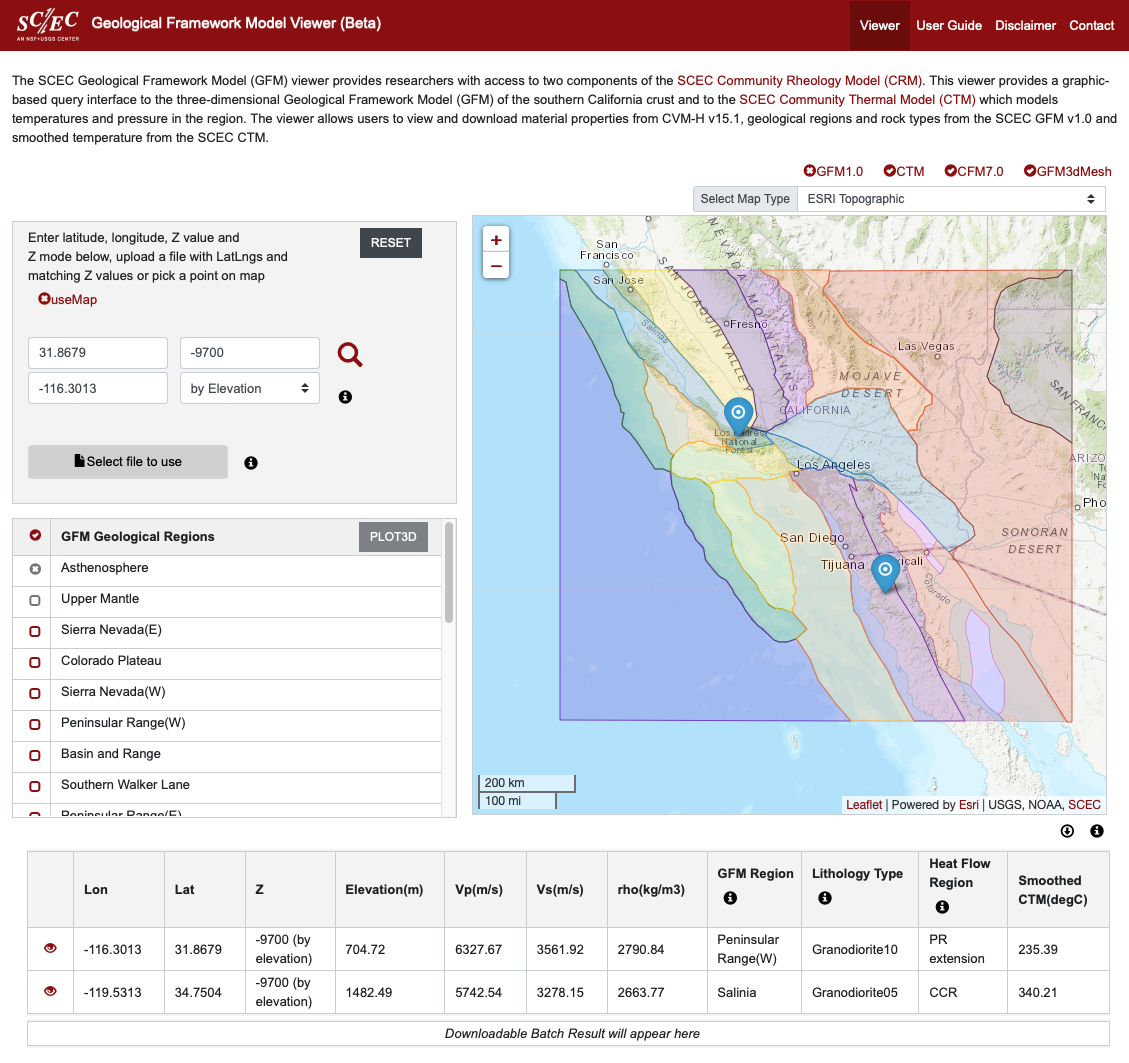 SC/EC
AN NSF+USGS CENTER
Geological Framework Model Viewer (Beta)
Viewer
User Guide
Disclaimer
Contact
The SCEC Geological Framework Model (GFM) viewer provides researchers with access to two components of the SCEC Community Rheology Model (CRM). This viewer provides a graphic-
based query interface to the three-dimensional Geological Framework Model (GFM) of the southern California crust and to the SCEC Community Thermal Model (CTM) which models
temperatures and pressure in the region. The viewer allows users to view and download material properties from CVM-H v15.1, geological regions and rock types from the SCEC GFM v1.0 and
smoothed temperature from the SCEC CTM.
GFM1.0
CTM
CFM7.0
GFM3dMesh
Select Map Type
ESRI Topographic
Enter latitude, longitude, Z value and
Z mode below, upload a file with LatLngs and
matching Z values or pick a point on map
RESET
useMap
31.8679
-9700
-116.3013
by Elevation
Select file to use
GFM Geological Regions
PLOT3D
Asthenosphere
Upper Mantle
Sierra Nevada(E)
Colorado Plateau
Sierra Nevada(W)
Peninsular Range(W)
Basin and Range
Southern Walker Lane
Peninsular Range(E)
+
−
San
Francisco
San Jose
NEVADA
MOUNTAINS
SAN JOAQUIN VALLEY
Salinas
Fresno
Las Vegas
MOJAVE
DESERT
CALIFORNIA
SAN FRANC
Los Padres
National
Forest
Los Angeles
ARIZO
To
Na
Fo
Pho
San Diego
SONORAN
DESERT
Tijuana
xicali
Colorado
200 km
100 mi
Leaflet | Powered by Esri | USGS, NOAA, SCEC
Lon
Lat
Z
Elevation(m)
Vp(m/s)
Vs(m/s)
rho(kg/m3)
GFM Region
Lithology Type
Heat Flow
Region
Smoothed
CTM(degC)
-116.3013
31.8679
-9700 (by
elevation)
704.72
6327.67
3561.92
2790.84
Peninsular
Range(W)
Granodiorite10
PR
extension
235.39
-119.5313
34.7504
-9700 (by
elevation)
1482.49
5742.54
3278.15
2663.77
Salinia
Granodiorite05
CCR
340.21
Downloadable Batch Result will appear here